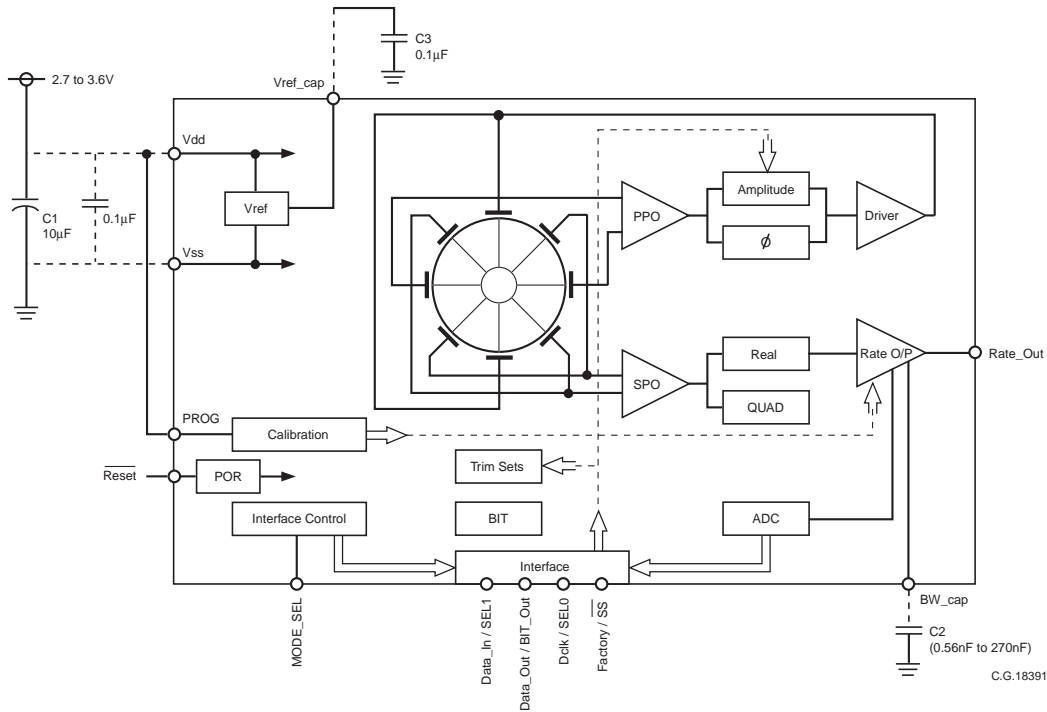 C3
0.1μF
2.7 to 3.6V
Vref_cap
Vdd
Vref
0.1μF
C1
10μF
Vss
PPO
Amplitude
ϕ
Driver
SPO
Real
QUAD
Rate O/P
Rate_Out
PROG
Calibration
Reset
POR
Trim Sets
Interface Control
BIT
ADC
Interface
MODE_SEL
Data_In / SEL1
Data_Out / BIT_Out
Dclk / SEL0
Factory / SS
BW_cap
C2
(0.56nF to 270nF)
C.G.18391